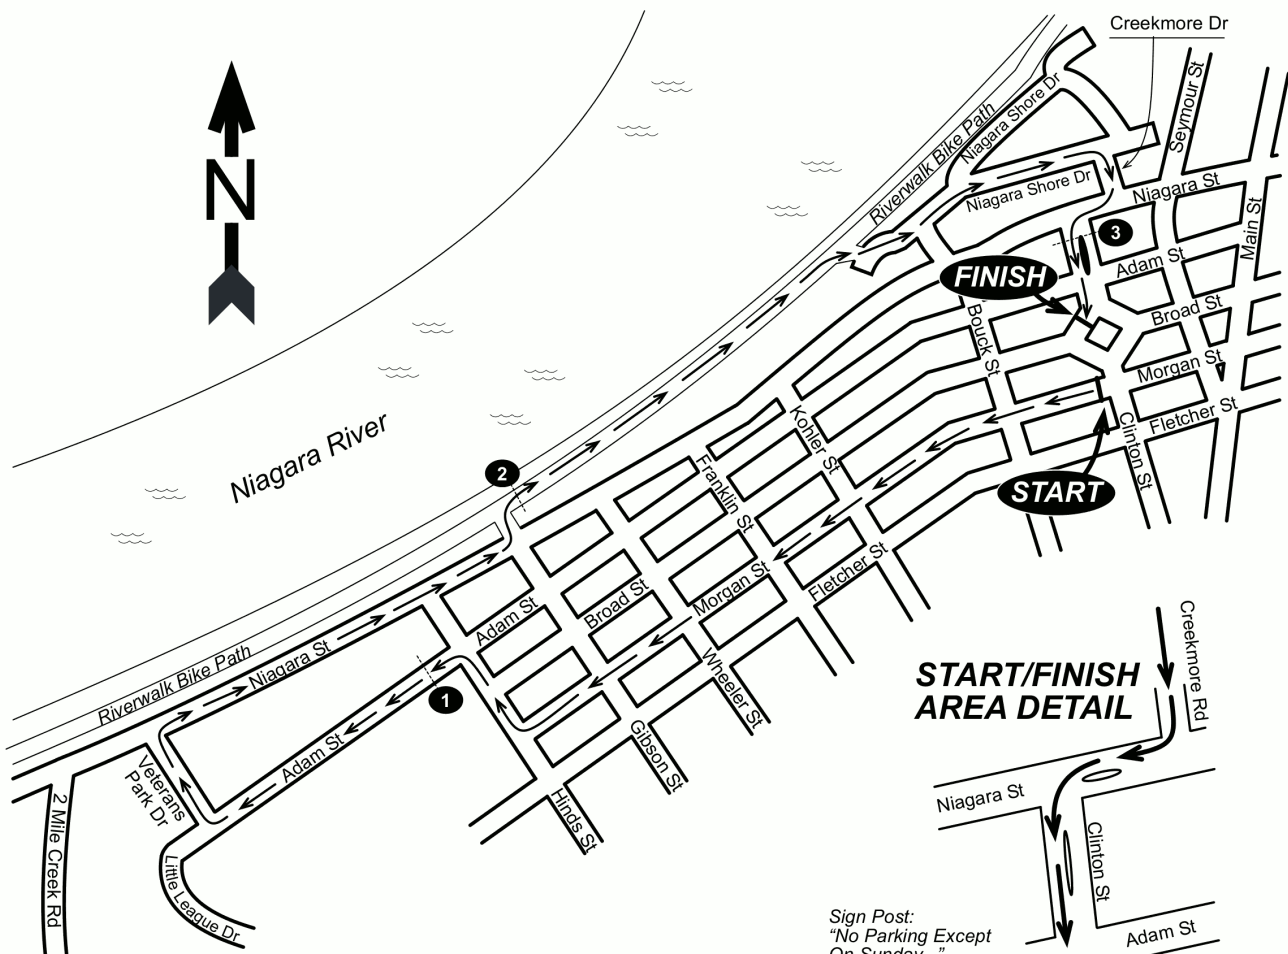 Creekmore Dr
N
Niagara Shore Dr
Seymour St
Riverwalk Bike Path
Niagara Shore Dr
Niagara St
Main St
3
FINISH
Adam St
Broad St
Bouck St
Morgan St
Fletcher St
Clinton St
START
Kohler St
Niagara River
2
Franklin St
Morgan St
Fletcher St
Adam St
Broad St
Wheeler St
1
Niagara St
Riverwalk Bike Path
Adam St
Gibson St
Hinds St
Veterans
Park Dr
2 Mile Creek Rd
Little League Dr
START/FINISH
AREA DETAIL
Creekmore Rd
Niagara St
Clinton St
Adam St
Sign Post:
“No Parking Except
On Sunday...”